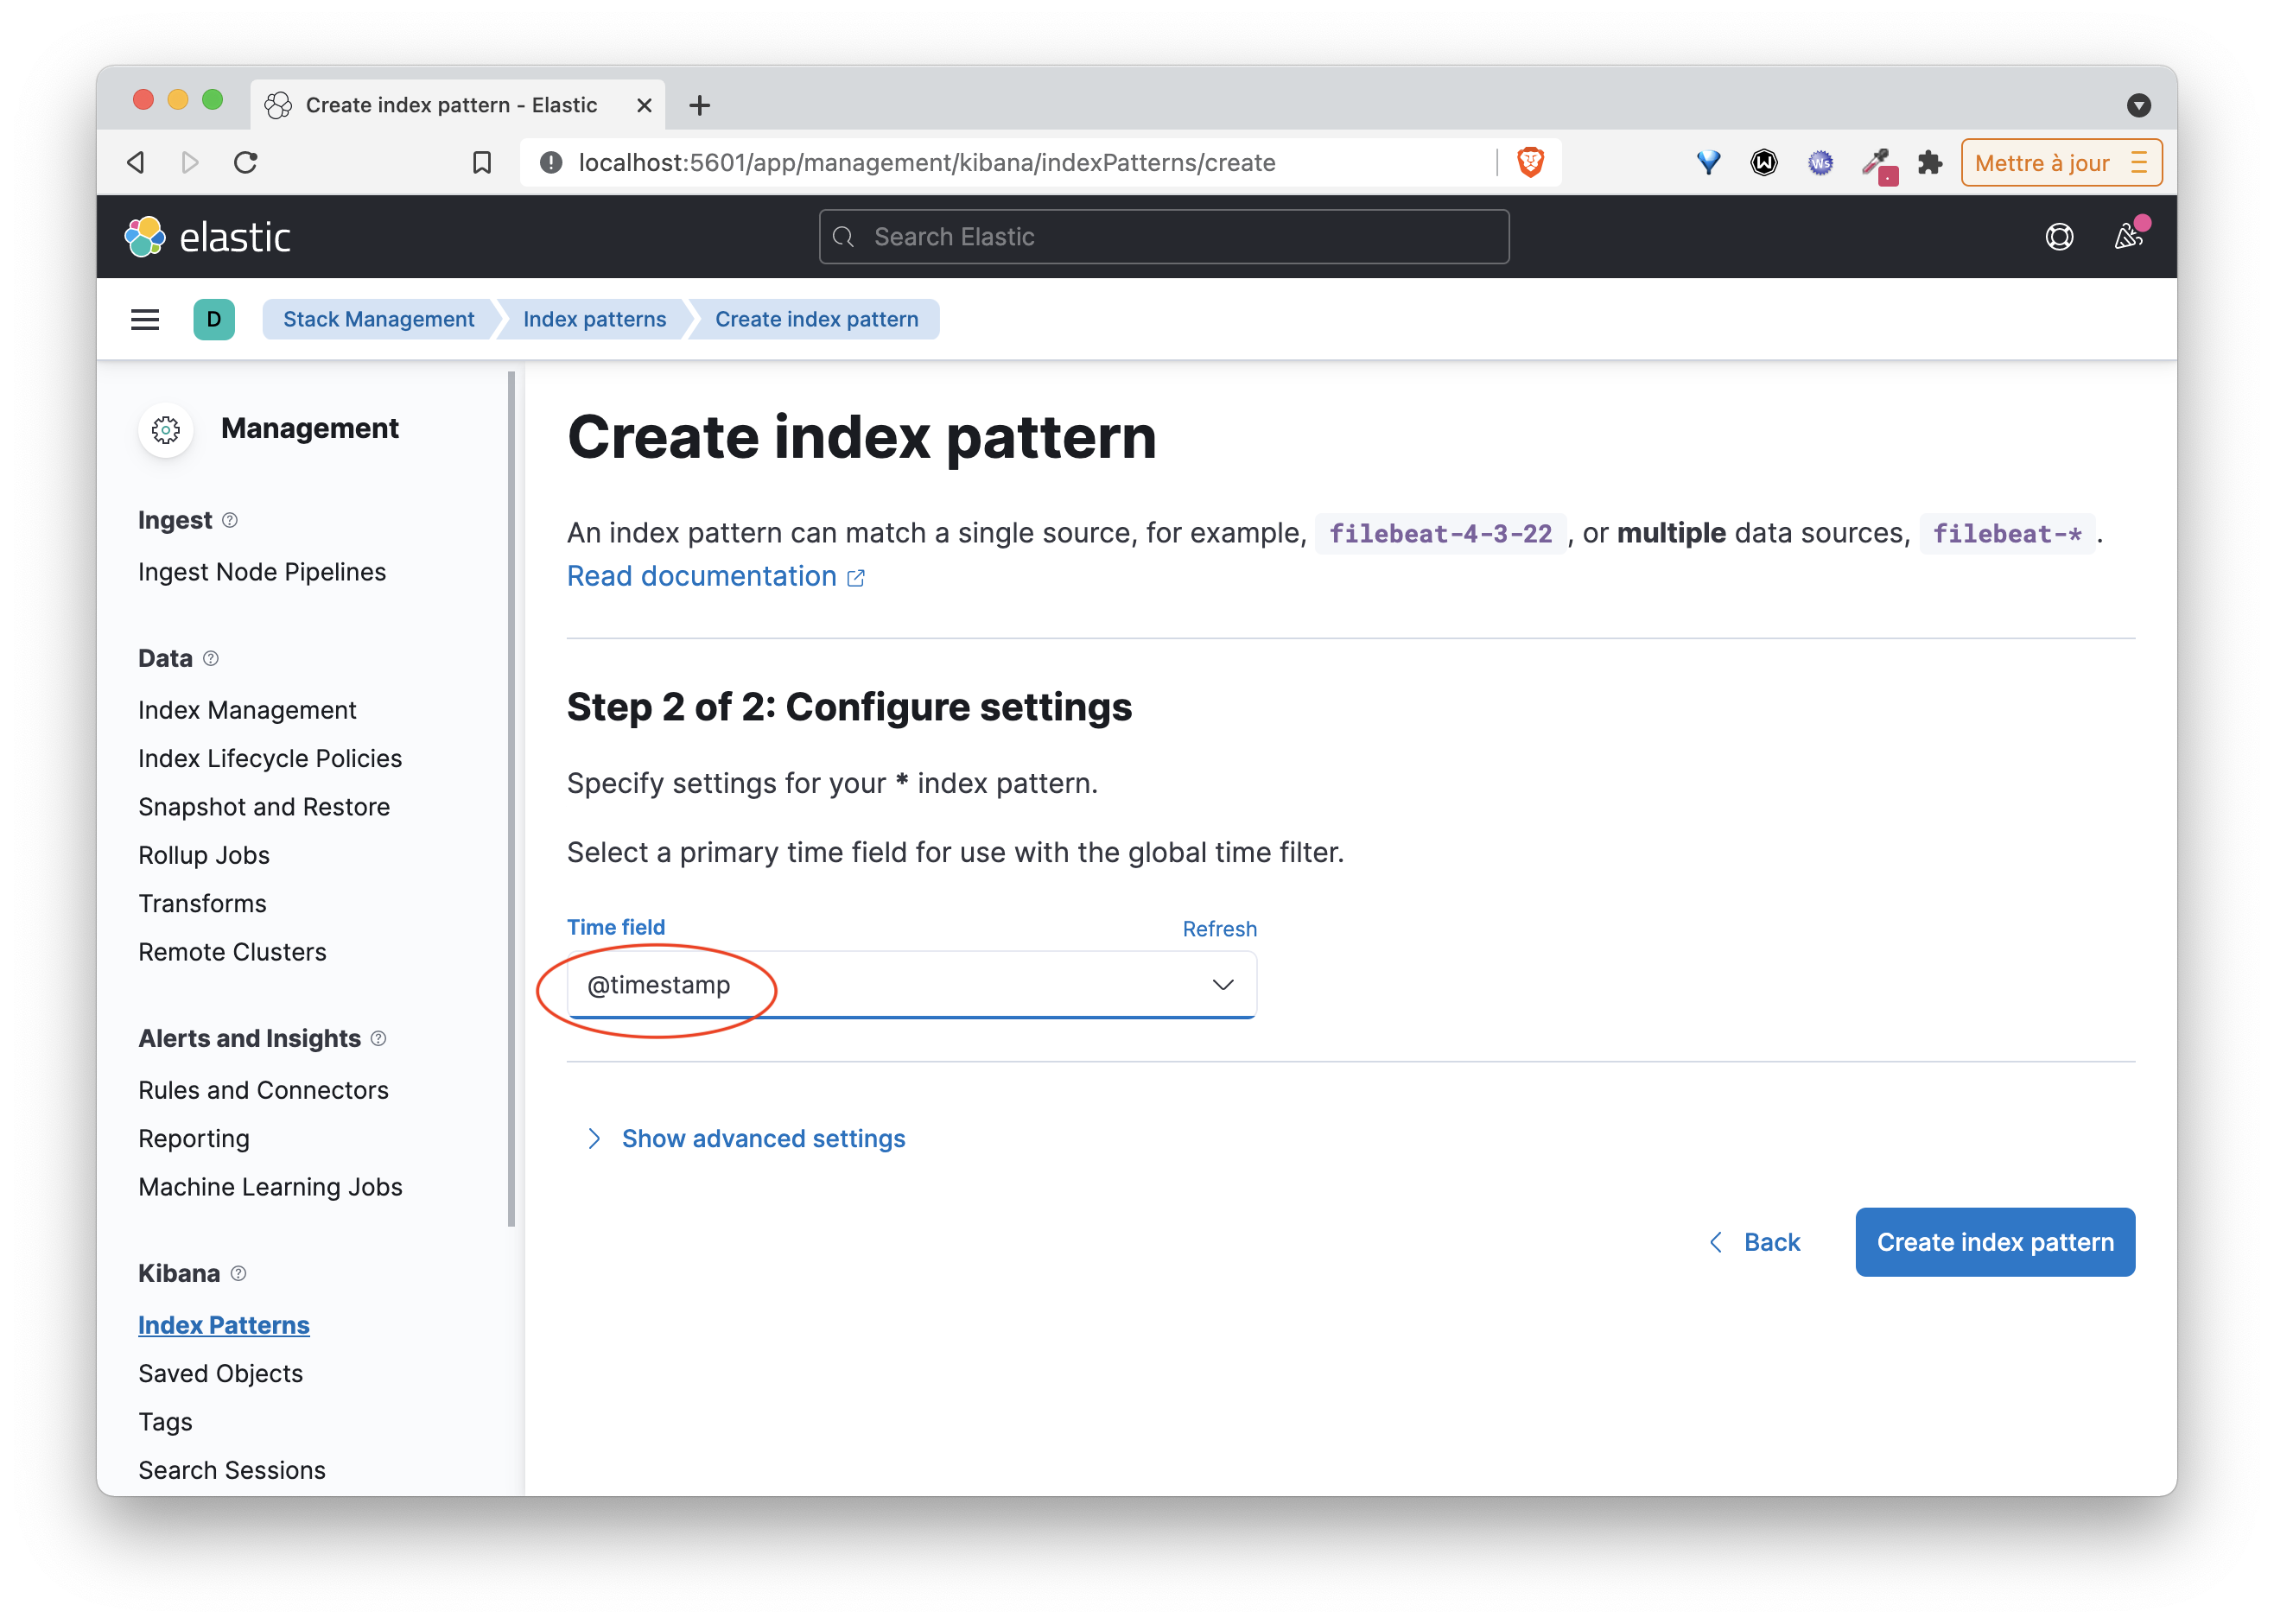 Create index pattern - Elastic
localhost:5601/app/management/kibana/indexPatterns/create
Ws
Mettre à jour
elastic
Search Elastic
D
Stack Management
Index patterns
Create index pattern
Management
Ingest
Ingest Node Pipelines
Data
Index Management
Index Lifecycle Policies
Snapshot and Restore
Rollup Jobs
Transforms
Remote Clusters
Alerts and Insights
Rules and Connectors
Reporting
Machine Learning Jobs
Kibana
Index Patterns
Saved Objects
Tags
Search Sessions
Create index pattern
An index pattern can match a single source, for example, filebeat-4-3-22 , or multiple data sources, filebeat-* .
Read documentation
Step 2 of 2: Configure settings
Specify settings for your * index pattern.
Select a primary time field for use with the global time filter.
Time field
Refresh
@timestamp
Show advanced settings
Back
Create index pattern